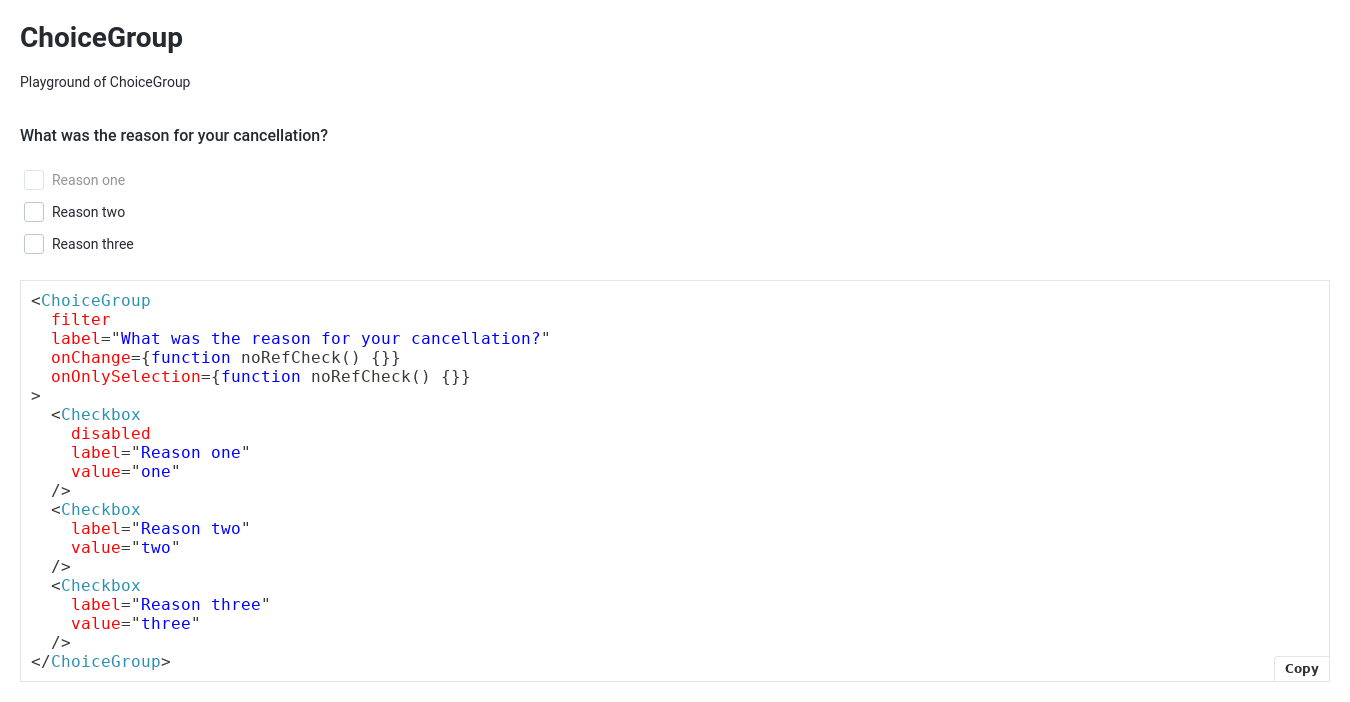 ChoiceGroup
Playground of ChoiceGroup
What was the reason for your cancellation?
Reason one
Reason two
Reason three
<ChoiceGroup
  filter
  label="What was the reason for your cancellation?"
  onChange={function noRefCheck() {}}
  onOnlySelection={function noRefCheck() {}}
>
  <Checkbox
    disabled
    label="Reason one"
    value="one"
  />
  <Checkbox
    label="Reason two"
    value="two"
  />
  <Checkbox
    label="Reason three"
    value="three"
  />
</ChoiceGroup>
Copy